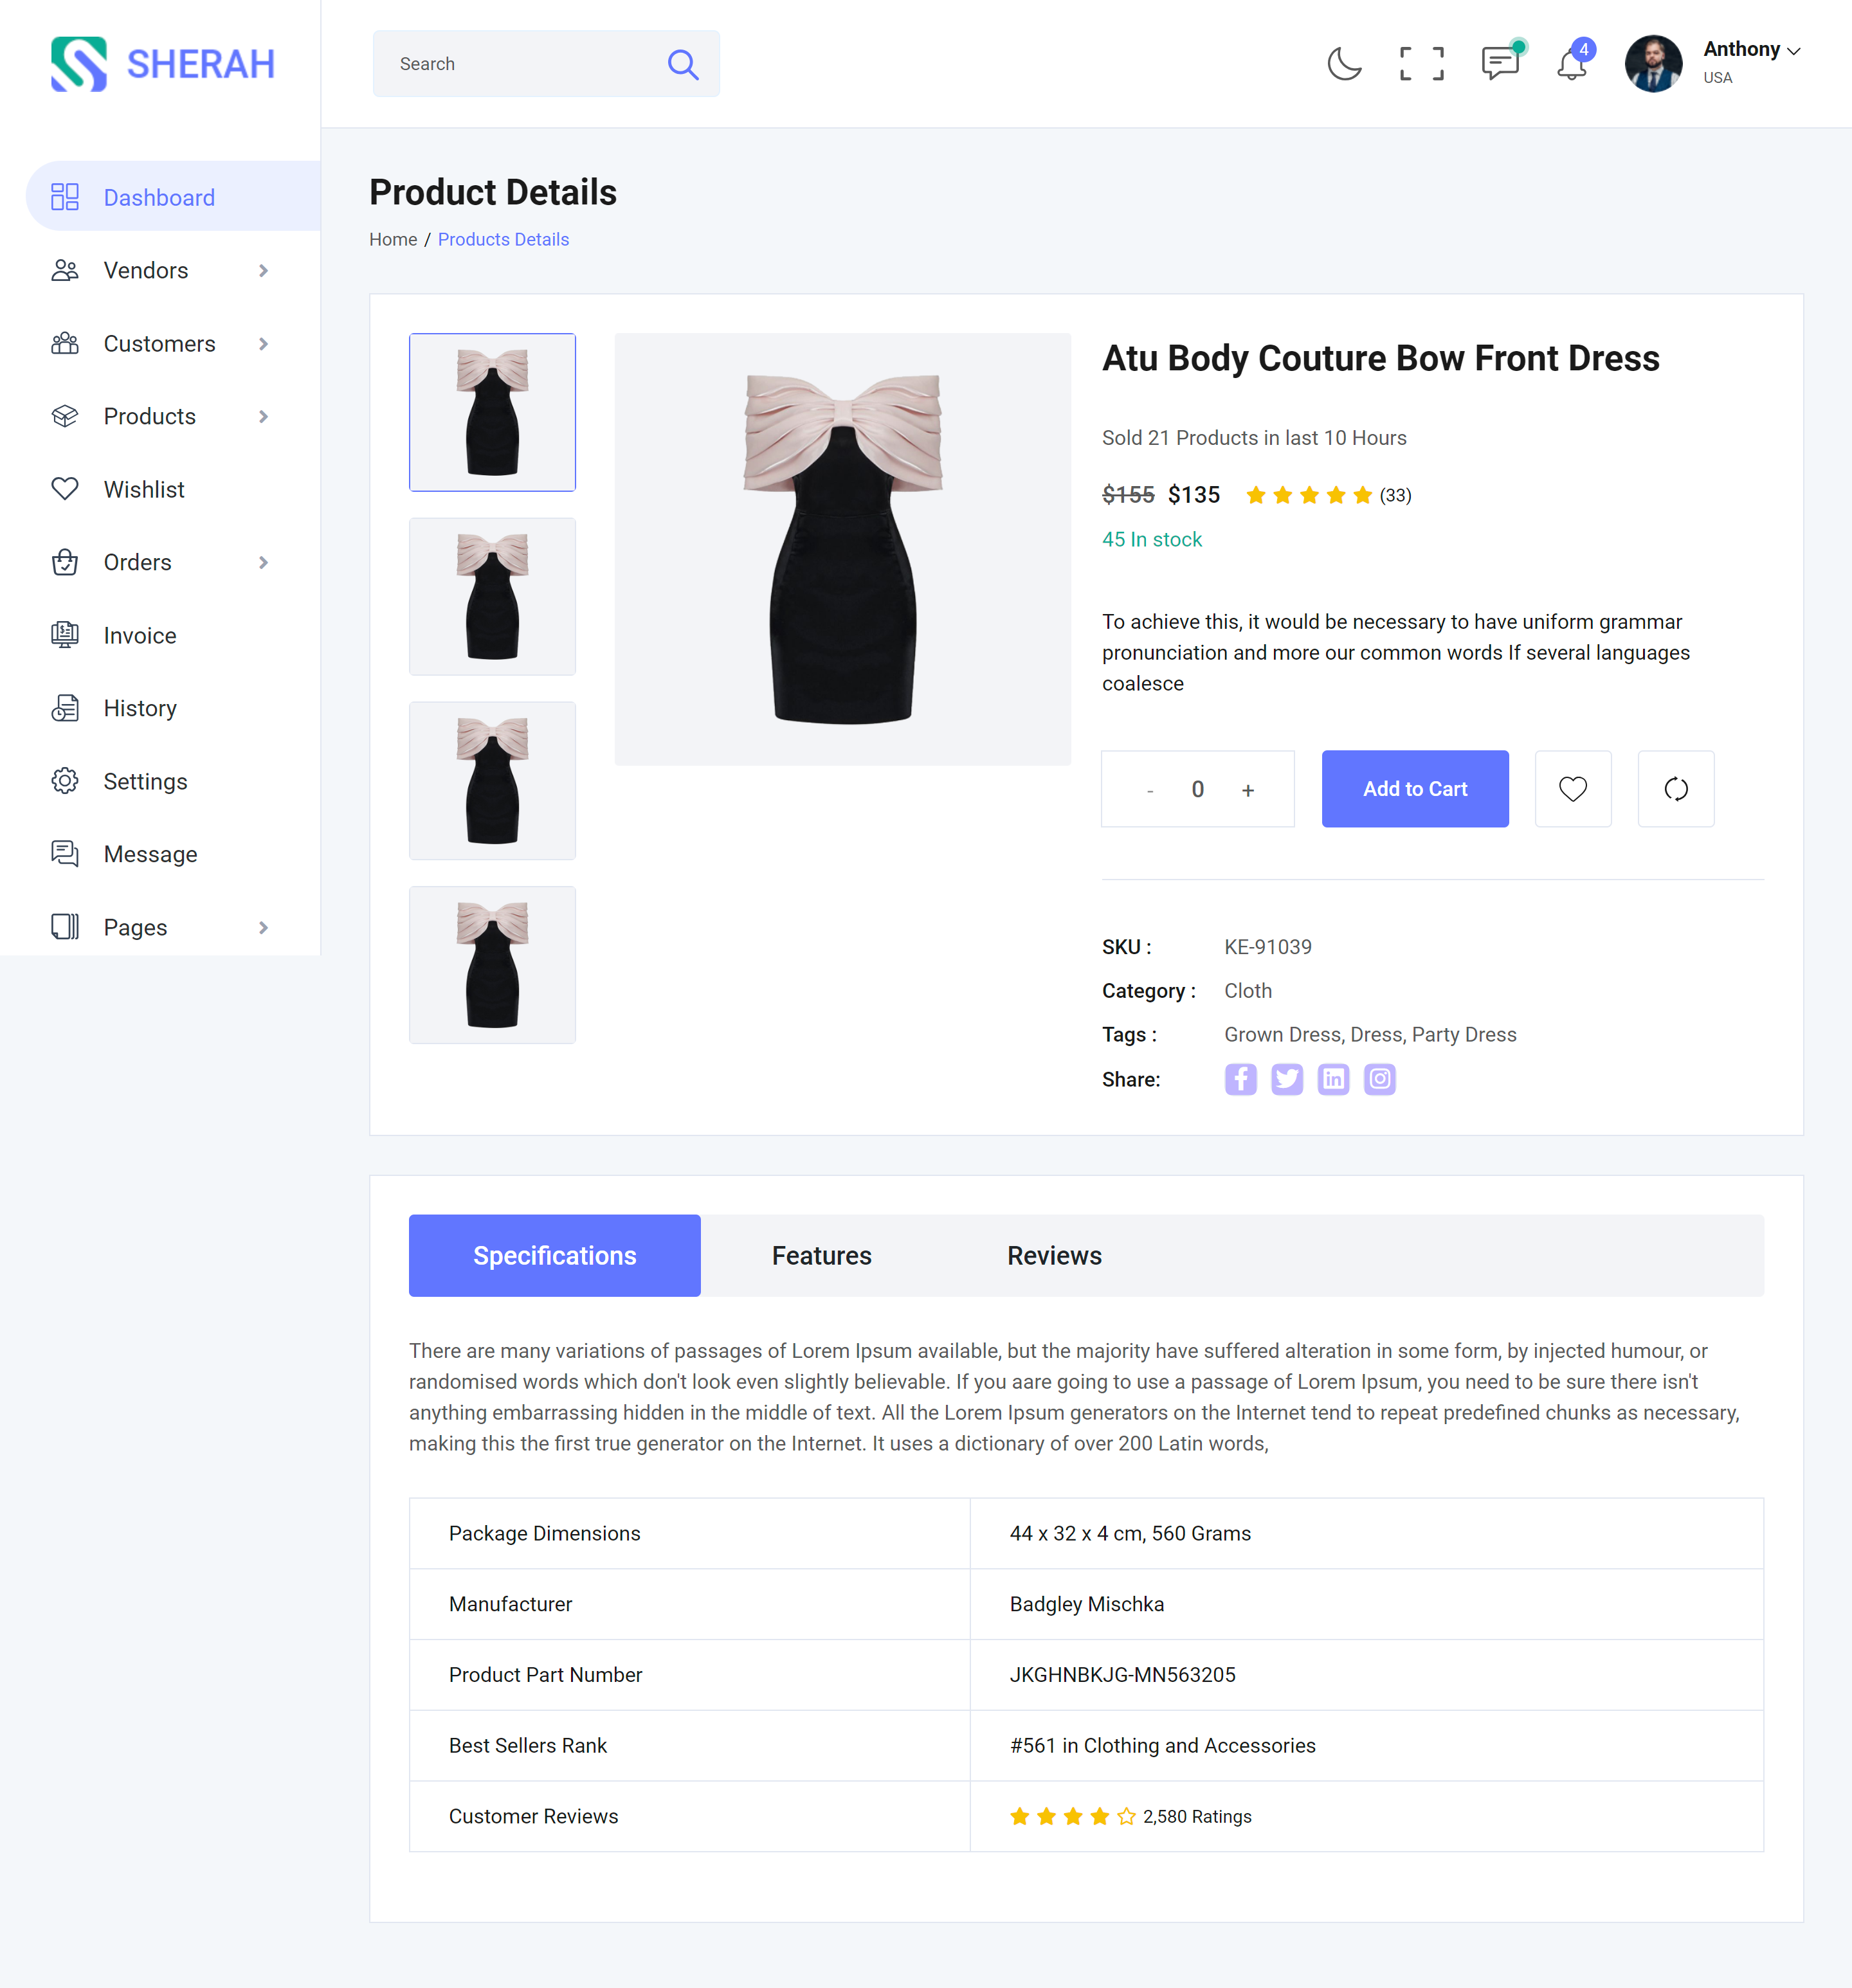 SHERAH
Search
4
Anthony
USA
Dashboard
Vendors
Customers
Products
Wishlist
Orders
Invoice
History
Settings
Message
Pages
Product Details
Home / Products Details
Atu Body Couture Bow Front Dress
Sold 21 Products in last 10 Hours
$155 $135 (33)
45 In stock
To achieve this, it would be necessary to have uniform grammar
pronunciation and more our common words If several languages
coalesce
- 0 +
Add to Cart
SKU : KE-91039
Category : Cloth
Tags : Grown Dress, Dress, Party Dress
Share:
Specifications Features Reviews
There are many variations of passages of Lorem Ipsum available, but the majority have suffered alteration in some form, by injected humour, or
randomised words which don't look even slightly believable. If you aare going to use a passage of Lorem Ipsum, you need to be sure there isn't
anything embarrassing hidden in the middle of text. All the Lorem Ipsum generators on the Internet tend to repeat predefined chunks as necessary,
making this the first true generator on the Internet. It uses a dictionary of over 200 Latin words,
Package Dimensions 44 x 32 x 4 cm, 560 Grams
Manufacturer Badgley Mischka
Product Part Number JKGHNBKJG-MN563205
Best Sellers Rank #561 in Clothing and Accessories
Customer Reviews 2,580 Ratings